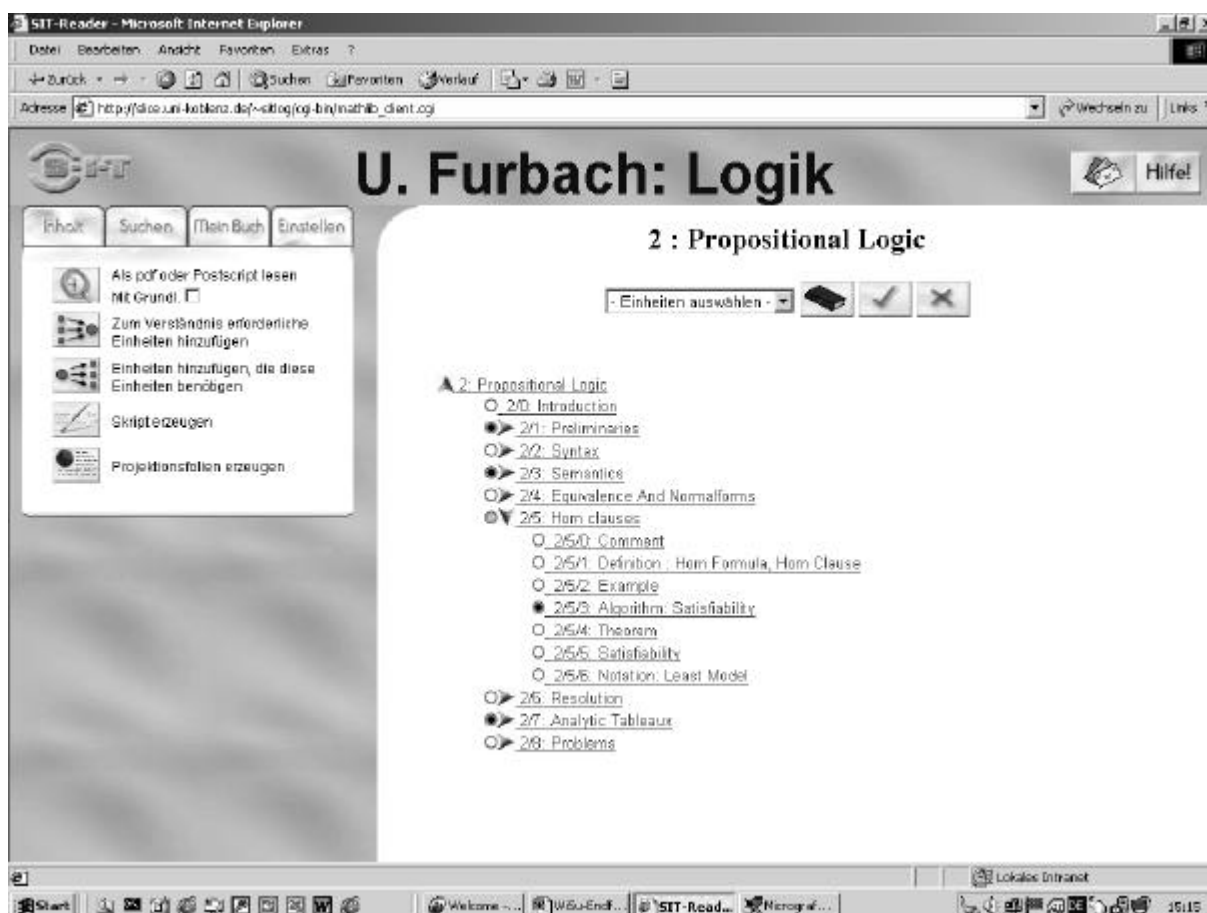 SIT-Reader - Microsoft Internet Explorer
Datei Bearbeiten Ansicht Favoriten Extras ?
Zurück Suchen Favoriten Verlauf
Adresse http://slice.uni-koblenz.de/~sitlog/cgi-bin/mathlib_client.cgi Wechseln zu Links
SIT
U. Furbach: Logik
Hilfe!
Inhalt Suchen Mein Buch Einstellen
Als pdf oder Postscript lesen
Mit Grundl.
Zum Verständnis erforderliche
Einheiten hinzufügen
Einheiten hinzufügen, die diese
Einheiten benötigen
Skript erzeugen
Projektionsfolien erzeugen
2 : Propositional Logic
- Einheiten auswählen -
2: Propositional Logic
2/0: Introduction
2/1: Preliminaries
2/2: Syntax
2/3: Semantics
2/4: Equivalence And Normalforms
2/5: Horn clauses
2/5/0: Comment
2/5/1: Definition : Horn Formula, Horn Clause
2/5/2: Example
2/5/3: Algorithm: Satisfiability
2/5/4: Theorem
2/5/5: Satisfiability
2/5/6: Notation: Least Model
2/6: Resolution
2/7: Analytic Tableaux
2/8: Problems
Lokales Intranet
Start Welcome -... SIT-Read... Micrograf... DE 15:15